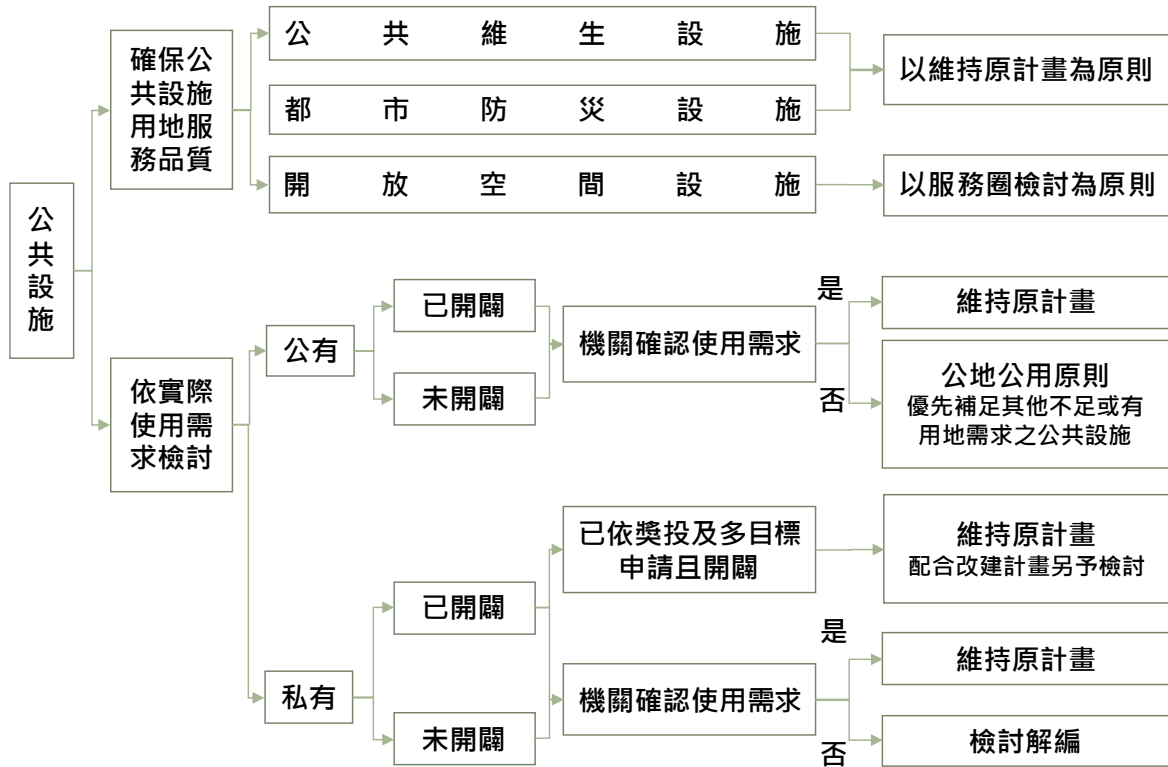 公
共
設
施
確保公
共設施
用地服
務品質
公共維生設施
都市防災設施
以維持原計畫為原則
開放空間設施
以服務圈檢討為原則
依實際
使用需
求檢討
公有
已開闢
未開闢
機關確認使用需求
是
維持原計畫
否
公地公用原則
優先補足其他不足或有
用地需求之公共設施
私有
已開闢
未開闢
已依獎投及多目標
申請且開闢
維持原計畫
配合改建計畫另予檢討
機關確認使用需求
是
維持原計畫
否
檢討解編